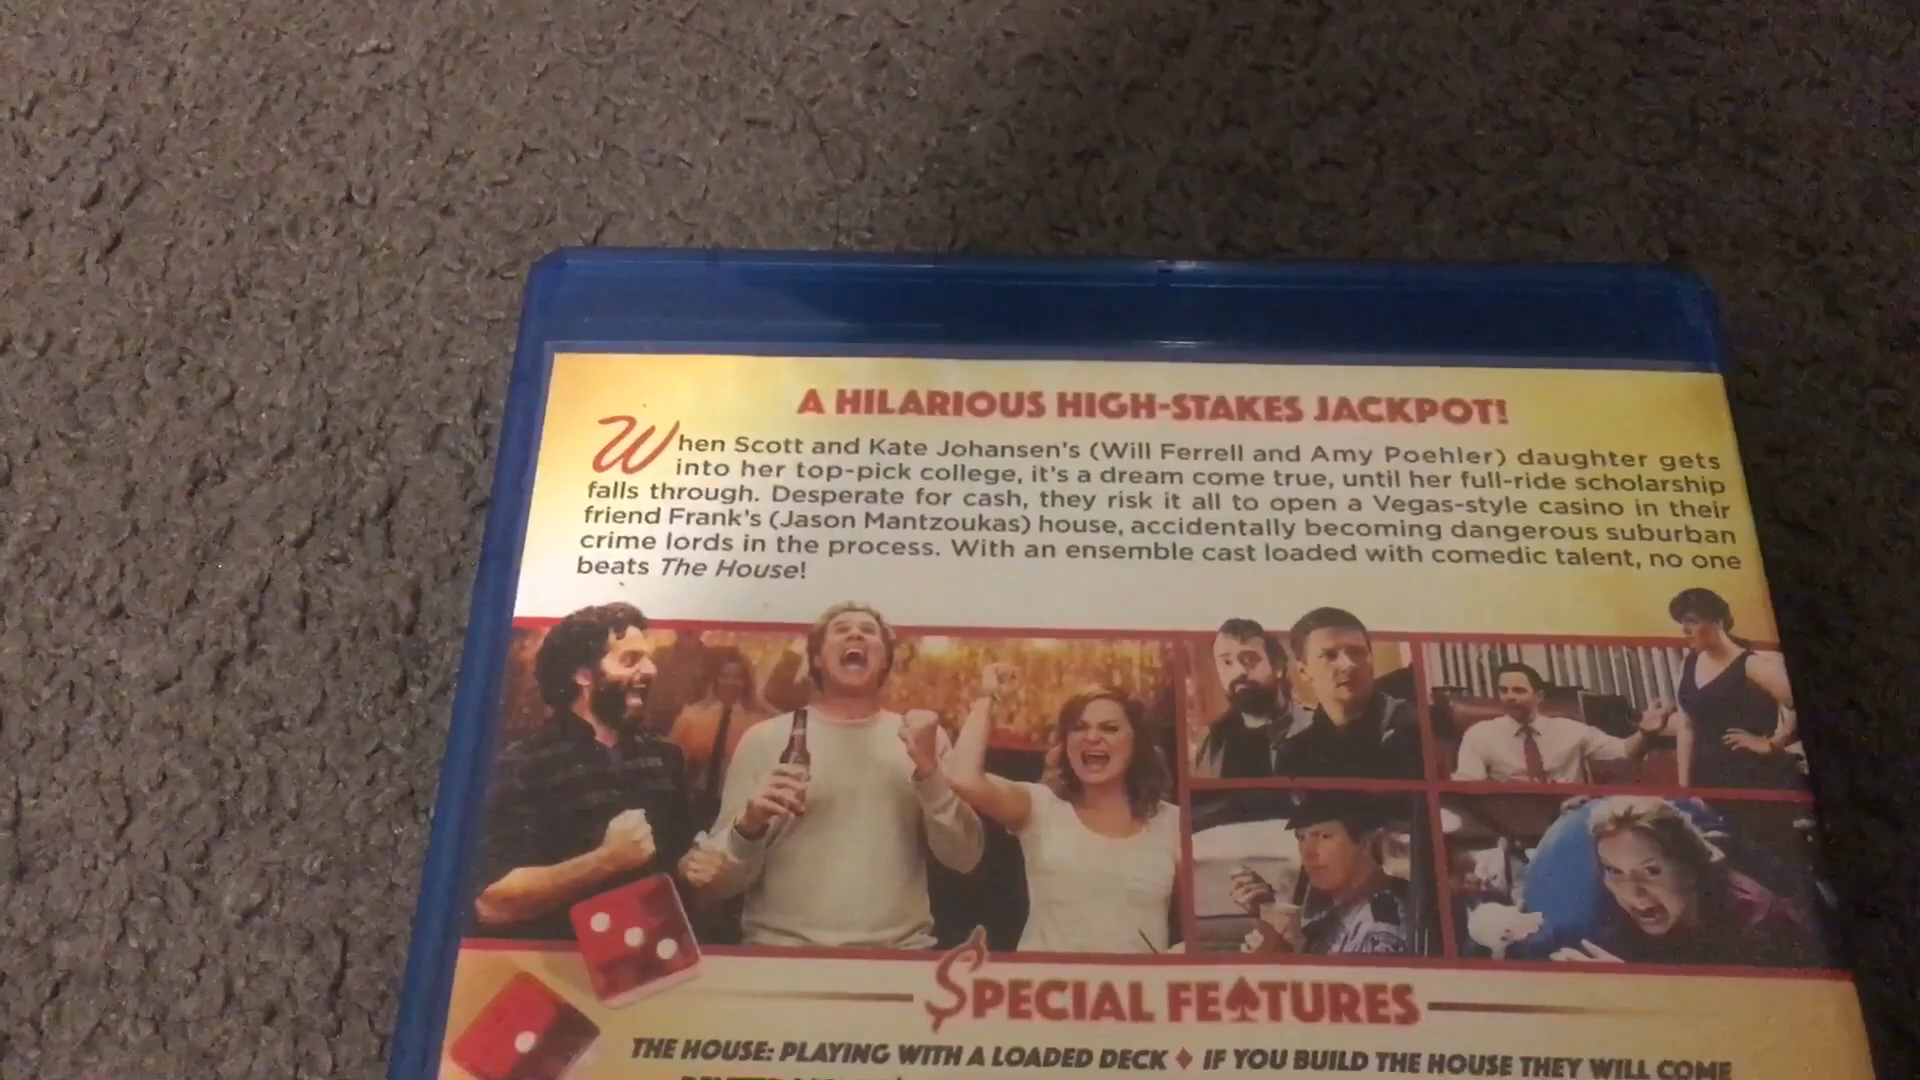 A HILARIOUS HIGH-STAKES JACKPOT!
When Scott and Kate Johansen's (Will Ferrell and Amy Poehler) daughter gets
into her top-pick college, it's a dream come true, until her full-ride scholarship
falls through. Desperate for cash, they risk it all to open a Vegas-style casino in their
friend Frank's (Jason Mantzoukas) house, accidentally becoming dangerous suburban
crime lords in the process. With an ensemble cast loaded with comedic talent, no one
beats The House!
$PECIAL FE♠TURES
THE HOUSE: PLAYING WITH A LOADED DECK ♦ IF YOU BUILD THE HOUSE THEY WILL COME